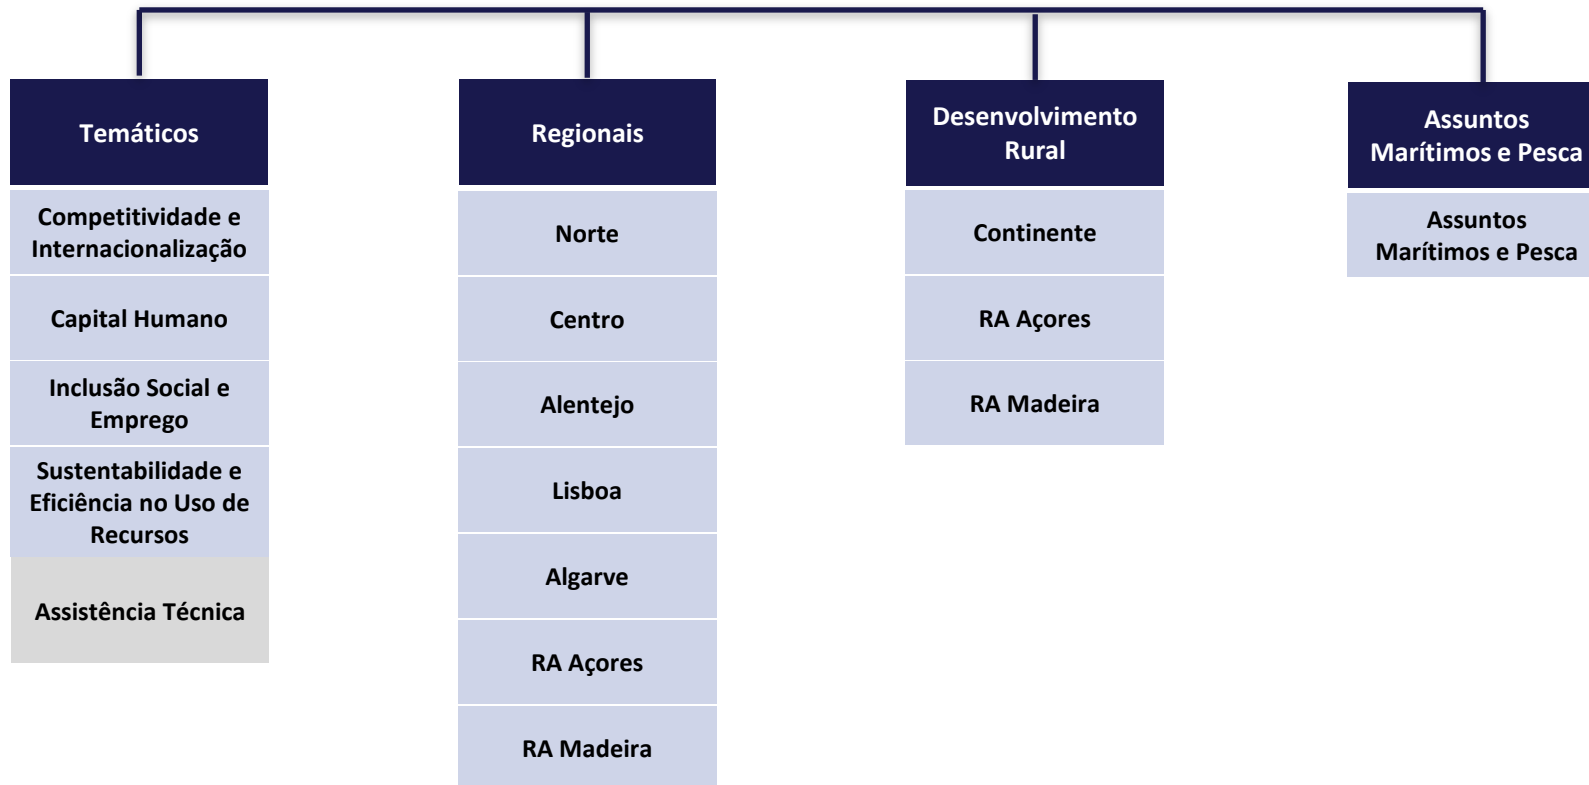 Temáticos
Competitividade e
Internacionalização
Capital Humano
Inclusão Social e
Emprego
Sustentabilidade e
Eficiência no Uso de
Recursos
Assistência Técnica
Regionais
Norte
Centro
Alentejo
Lisboa
Algarve
RA Açores
RA Madeira
Desenvolvimento
Rural
Continente
RA Açores
RA Madeira
Assuntos
Marítimos e Pesca
Assuntos
Marítimos e Pesca